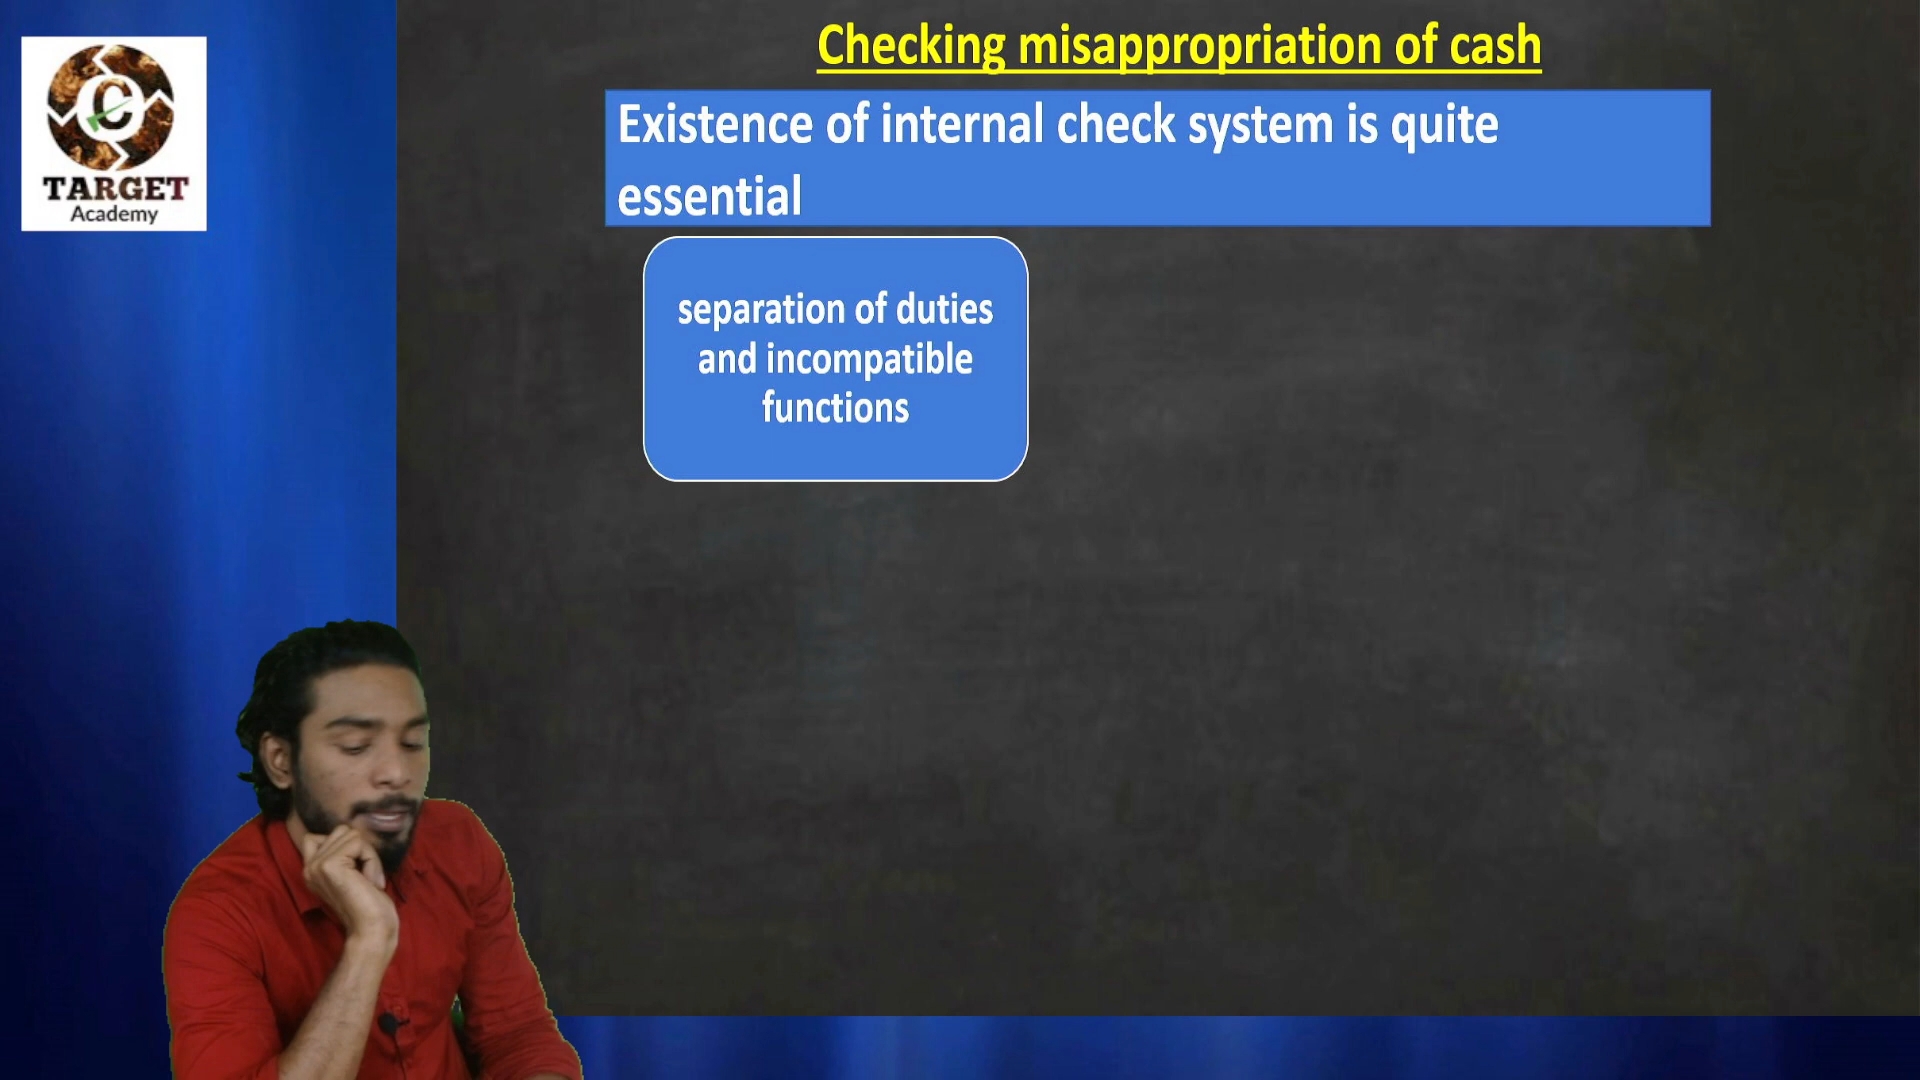 TARGET
Academy
Checking misappropriation of cash
Existence of internal check system is quite
essential
separation of duties
and incompatible
functions